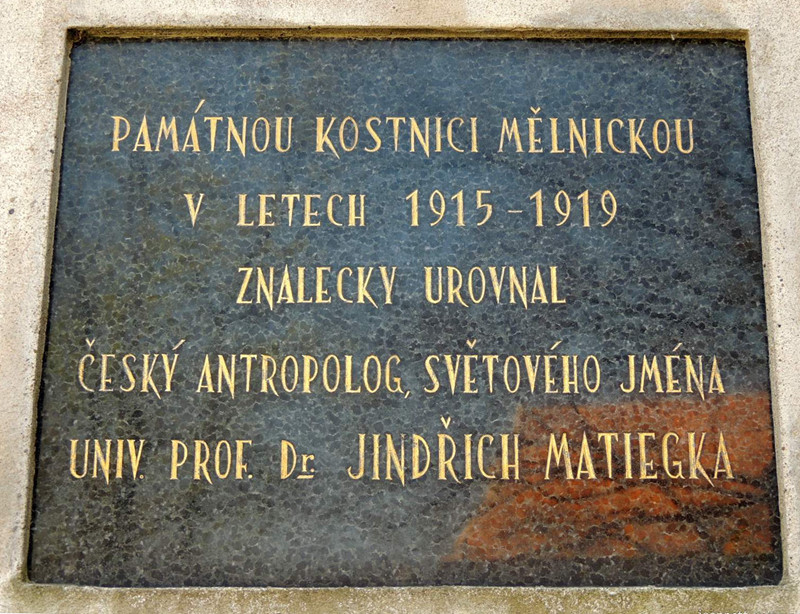 PAMÁTNOU KOSTNICI MĚLNICKOU
V LETECH 1915-1919
ZNALECKY UROVNAL
ČESKÝ ANTROPOLOG, SVĚTOVÉHO JMÉNA
UNIV. PROF. Dr. JINDŘICH MATIEGKA